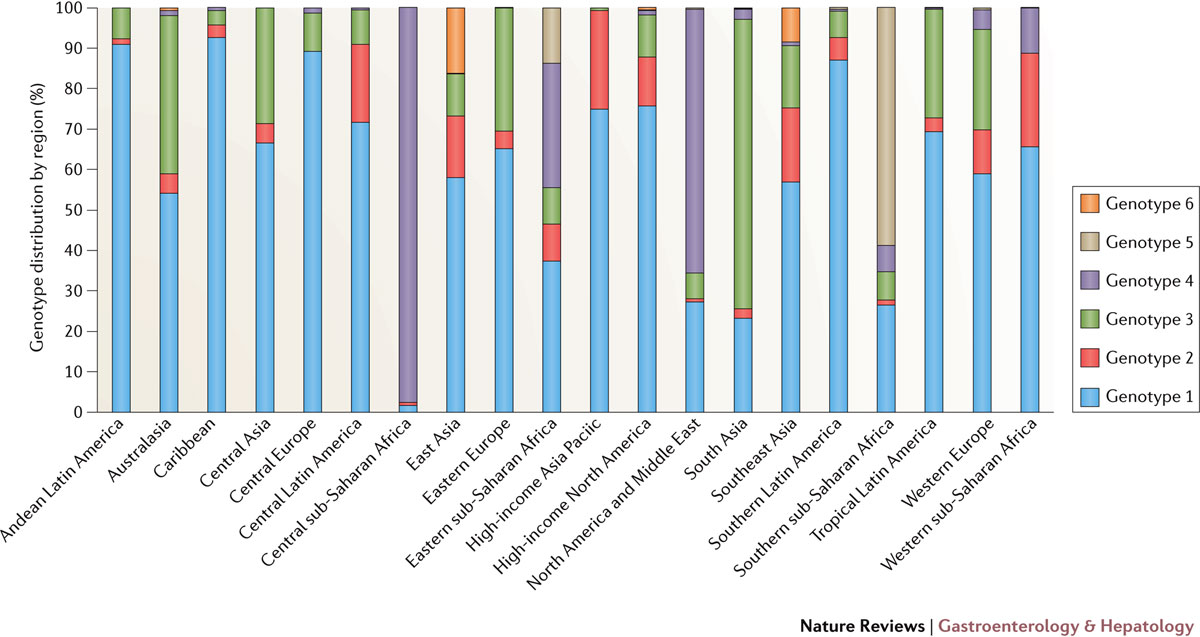 Genotype distribution by region (%)
100
90
80
70
60
50
40
30
20
10
0
Andean Latin America
Australasia
Caribbean
Central Asia
Central Europe
Central Latin America
Central sub-Saharan Africa
East Asia
Eastern Europe
Eastern sub-Saharan Africa
High-income Asia Paciic
High-income North America
North America and Middle East
South Asia
Southeast Asia
Southern Latin America
Southern sub-Saharan Africa
Tropical Latin America
Western Europe
Western sub-Saharan Africa
Genotype 6
Genotype 5
Genotype 4
Genotype 3
Genotype 2
Genotype 1
Nature Reviews | Gastroenterology & Hepatology